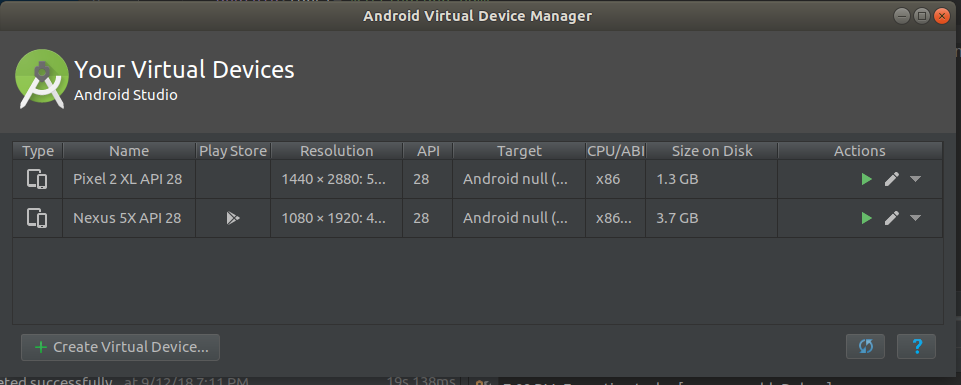 Android Virtual Device Manager
Your Virtual Devices
Android Studio
Type Name Play Store Resolution API Target CPU/ABI Size on Disk Actions
Pixel 2 XL API 28 1440 × 2880: 5... 28 Android null (... x86 1.3 GB
Nexus 5X API 28 1080 × 1920: 4... 28 Android null (... x86... 3.7 GB
+ Create Virtual Device... ?
eted successfully at 9/12/18 7:11 PM 19s 138ms